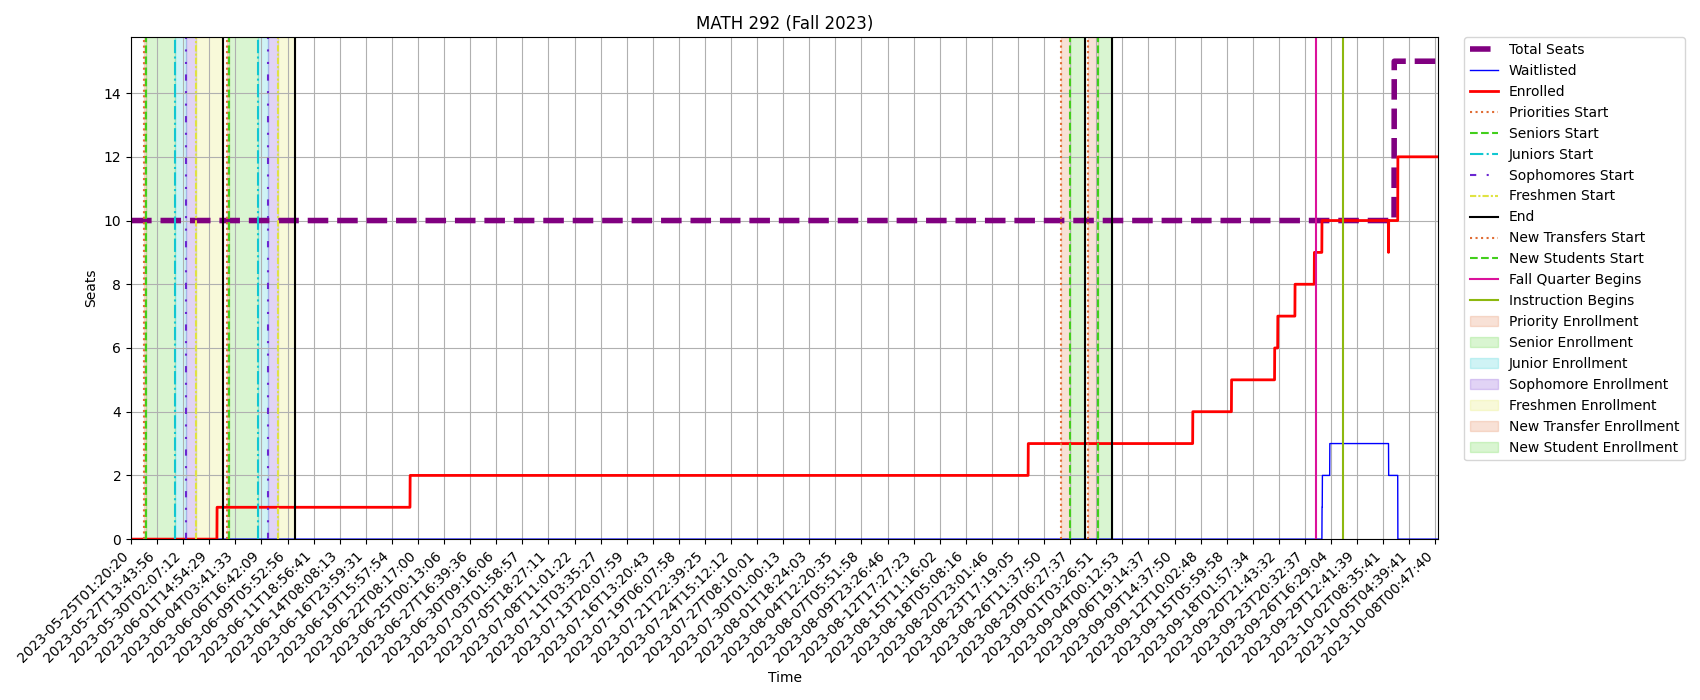 MATH 292 (Fall 2023)
Seats
14
12
10
8
6
4
2
0
2023-05-25T01:20:20
2023-05-27T13:43:56
2023-05-30T02:07:12
2023-06-01T14:54:29
2023-06-04T03:41:33
2023-06-06T16:42:09
2023-06-09T05:52:56
2023-06-11T18:56:41
2023-06-14T08:08:13
2023-06-16T23:59:31
2023-06-19T15:57:54
2023-06-22T08:17:00
2023-06-25T00:13:06
2023-06-27T16:39:36
2023-06-30T09:16:06
2023-07-03T01:58:57
2023-07-05T18:27:11
2023-07-08T11:01:22
2023-07-11T03:35:27
2023-07-13T20:07:59
2023-07-16T13:20:43
2023-07-19T06:07:58
2023-07-21T22:39:25
2023-07-24T15:12:12
2023-07-27T08:10:01
2023-07-30T01:00:13
2023-08-01T18:24:03
2023-08-04T12:20:35
2023-08-07T05:51:58
2023-08-09T23:26:46
2023-08-12T17:27:23
2023-08-15T11:16:02
2023-08-18T05:08:16
2023-08-20T23:01:46
2023-08-23T17:19:05
2023-08-26T11:37:50
2023-08-29T06:27:37
2023-09-01T03:26:51
2023-09-04T00:12:53
2023-09-06T19:14:37
2023-09-09T14:37:50
2023-09-12T10:02:48
2023-09-15T05:59:58
2023-09-18T01:57:34
2023-09-20T21:43:32
2023-09-23T20:32:37
2023-09-26T16:29:04
2023-09-29T12:41:39
2023-10-02T08:35:41
2023-10-05T04:39:41
2023-10-08T00:47:40
Time
Total Seats
Waitlisted
Enrolled
Priorities Start
Seniors Start
Juniors Start
Sophomores Start
Freshmen Start
End
New Transfers Start
New Students Start
Fall Quarter Begins
Instruction Begins
Priority Enrollment
Senior Enrollment
Junior Enrollment
Sophomore Enrollment
Freshmen Enrollment
New Transfer Enrollment
New Student Enrollment